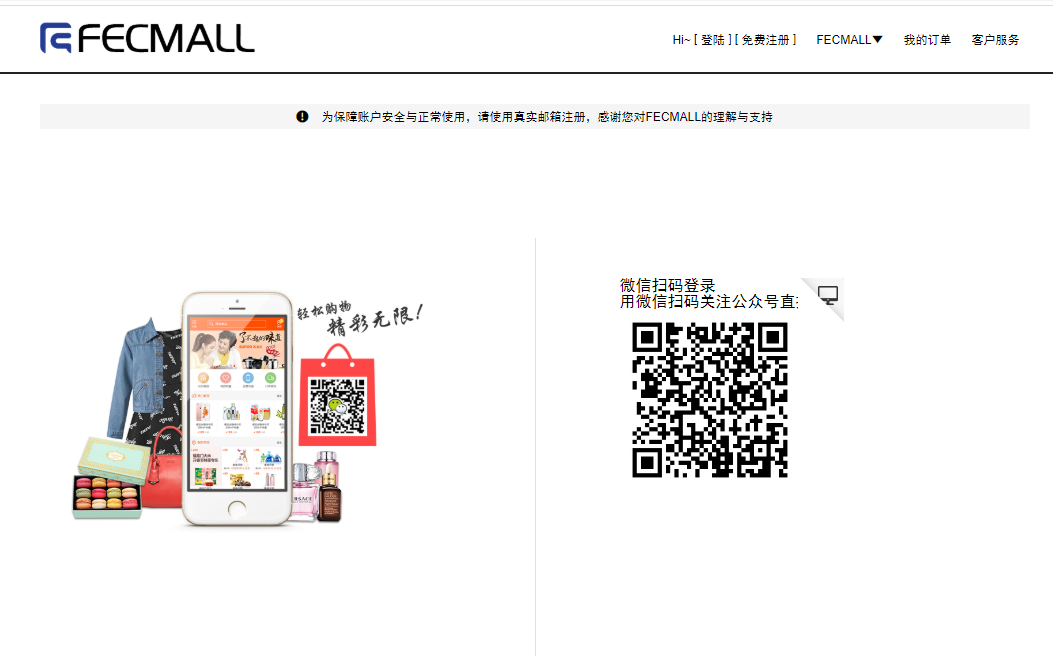 FECMALL
Hi~ [ 登陆 ] [ 免费注册 ] FECMALL▼ 我的订单 客户服务
为保障账户安全与正常使用，请使用真实邮箱注册，感谢您对FECMALL的理解与支持
轻松购物
精彩无限!
了不起的
微信扫码登录
用微信扫码关注公众号直